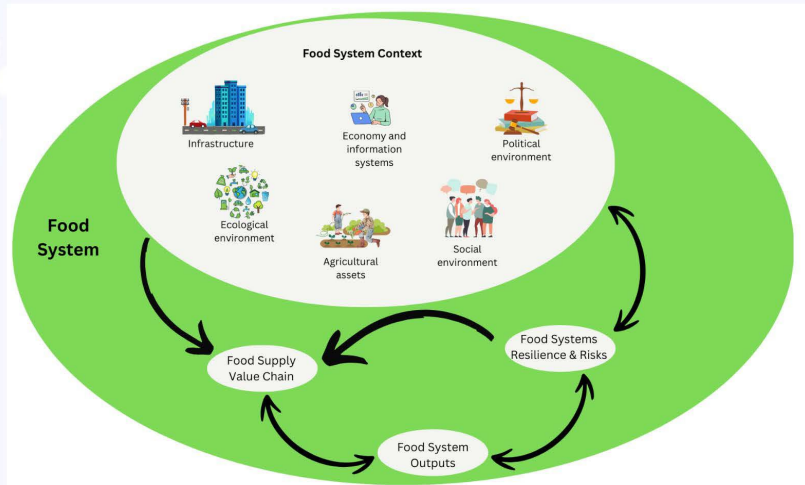 Food System Context
Infrastructure
Economy and
information
systems
Political
environment
Ecological
environment
Agricultural
assets
Social
environment
Food
System
Food Supply
Value Chain
Food Systems
Resilience & Risks
Food System
Outputs